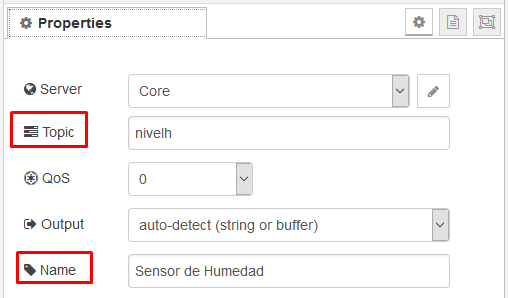 Properties
Server Core
Topic nivelh
QoS 0
Output auto-detect (string or buffer)
Name Sensor de Humedad